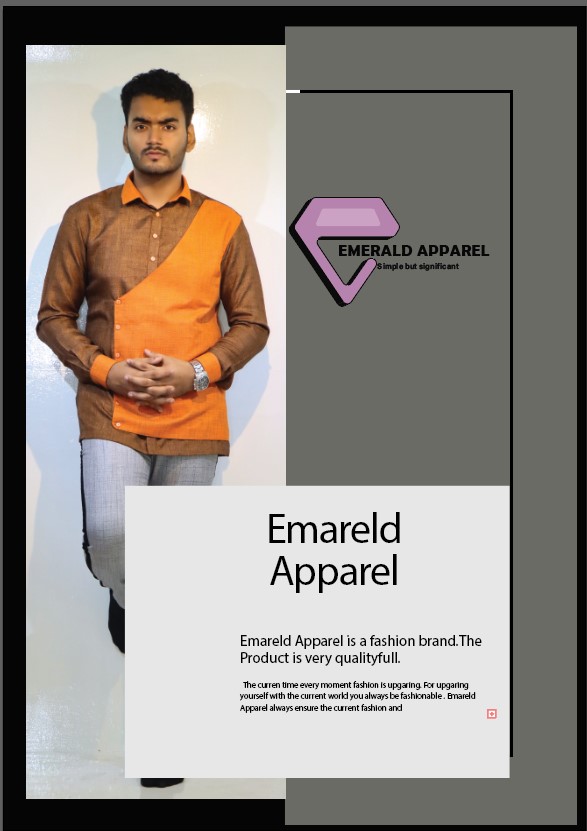 EMERALD APPAREL
Simple but significant
Emareld
Apparel
Emareld Apparel is a fashion brand.The
Product is very qualityfull.
The curren time every moment fashion is upgaring. For upgaring
yourself with the current world you always be fashionable . Emareld
Apparel always ensure the current fashion and